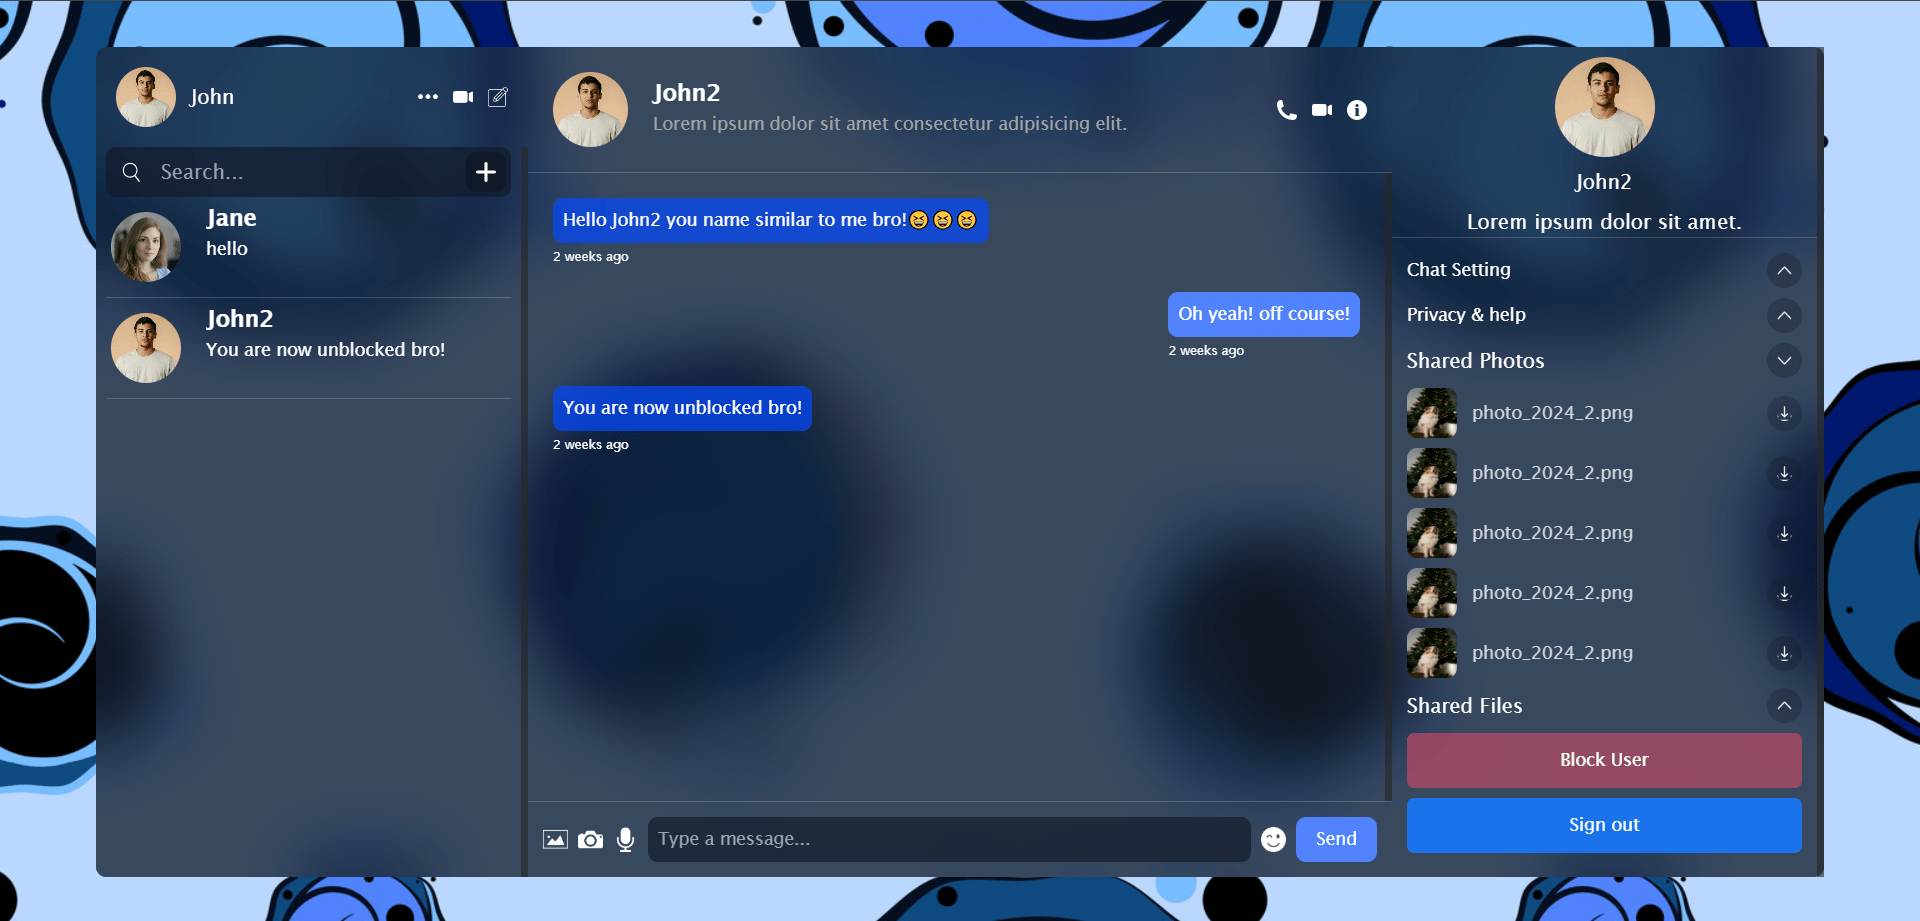 John
Search...
Jane
hello
John2
You are now unblocked bro!
John2
Lorem ipsum dolor sit amet consectetur adipisicing elit.
Hello John2 you name similar to me bro!😆😆😆
2 weeks ago
Oh yeah! off course!
2 weeks ago
You are now unblocked bro!
2 weeks ago
Type a message...
Send
John2
Lorem ipsum dolor sit amet.
Chat Setting
Privacy & help
Shared Photos
photo_2024_2.png
photo_2024_2.png
photo_2024_2.png
photo_2024_2.png
photo_2024_2.png
Shared Files
Block User
Sign out